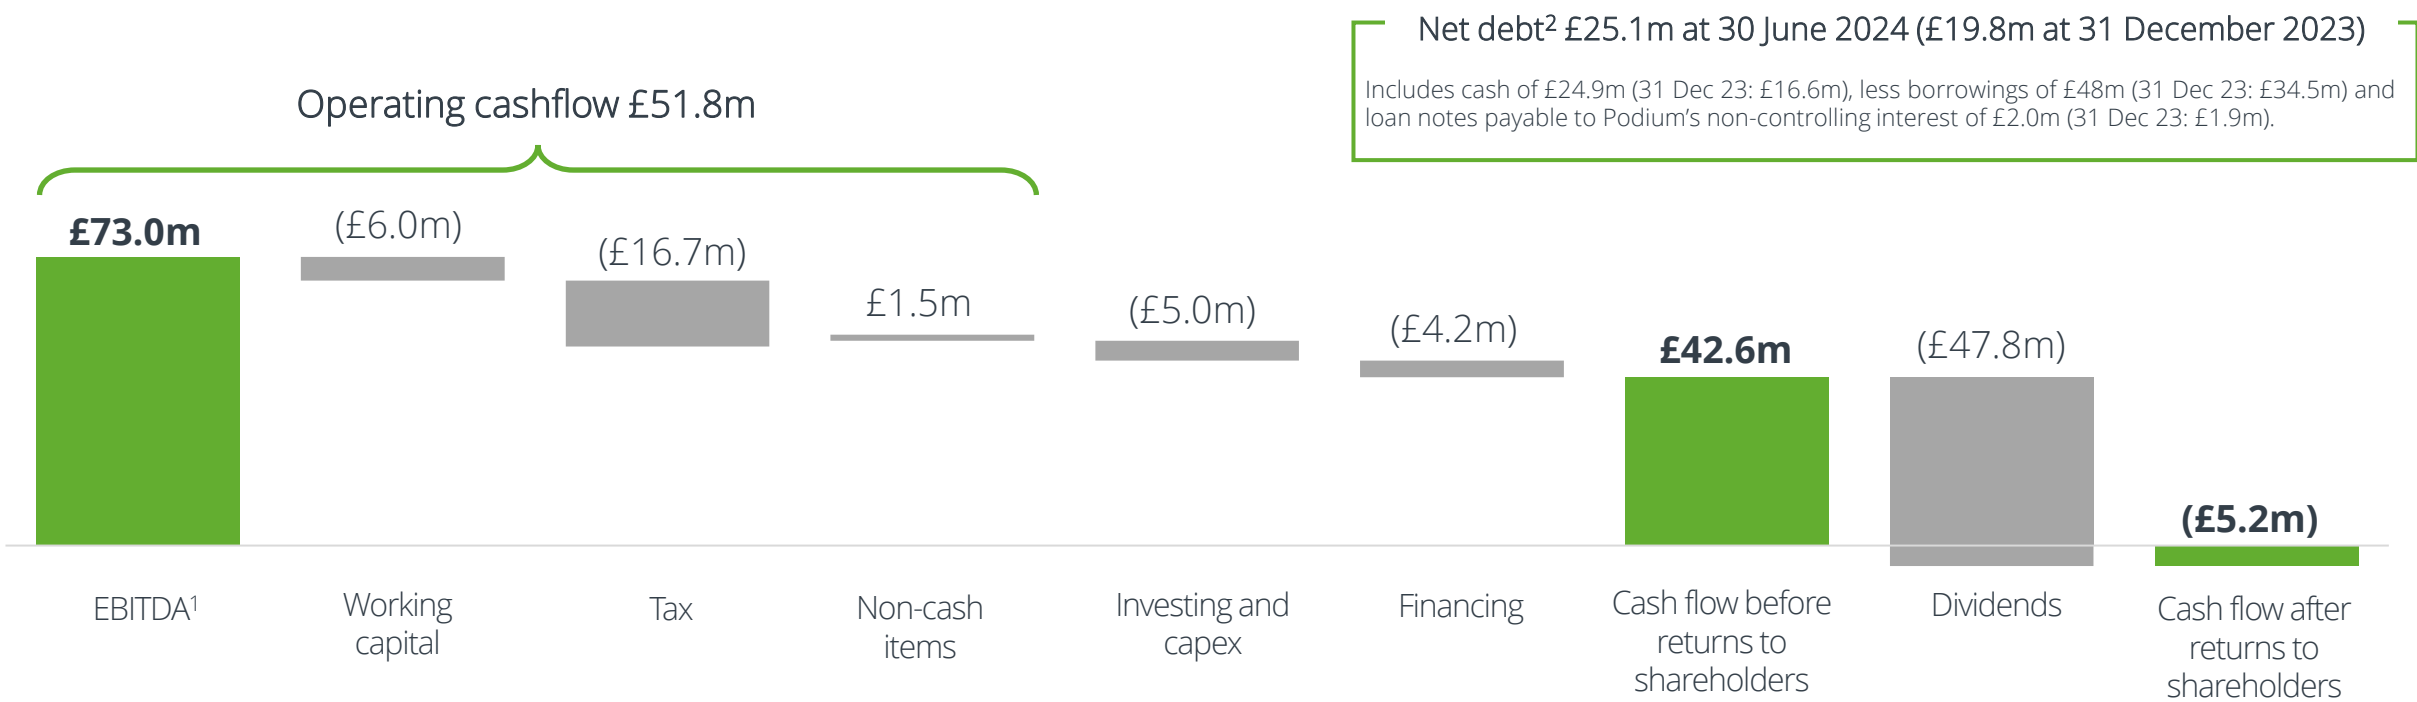 Net debt² £25.1m at 30 June 2024 (£19.8m at 31 December 2023)
Includes cash of £24.9m (31 Dec 23: £16.6m), less borrowings of £48m (31 Dec 23: £34.5m) and
loan notes payable to Podium’s non-controlling interest of £2.0m (31 Dec 23: £1.9m).
Operating cashflow £51.8m
£73.0m
(£6.0m)
(£16.7m)
£1.5m
(£5.0m)
(£4.2m)
£42.6m
(£47.8m)
(£5.2m)
EBITDA¹
Working
capital
Tax
Non-cash
items
Investing and
capex
Financing
Cash flow before
returns to
shareholders
Dividends
Cash flow after
returns to
shareholders